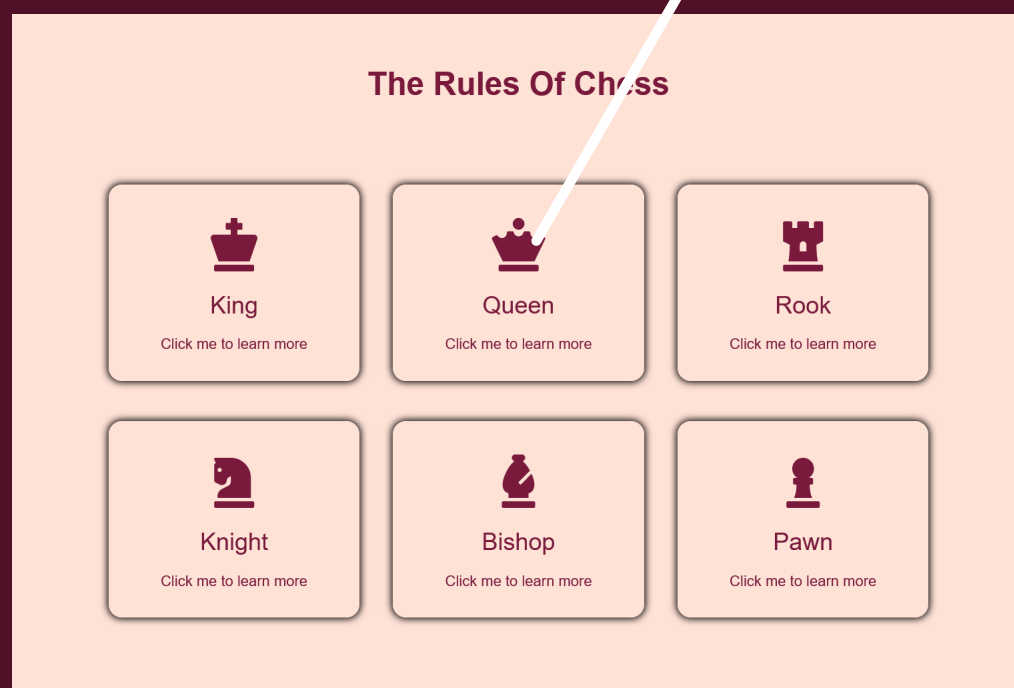 The Rules Of Chess
King
Click me to learn more
Queen
Click me to learn more
Rook
Click me to learn more
Knight
Click me to learn more
Bishop
Click me to learn more
Pawn
Click me to learn more